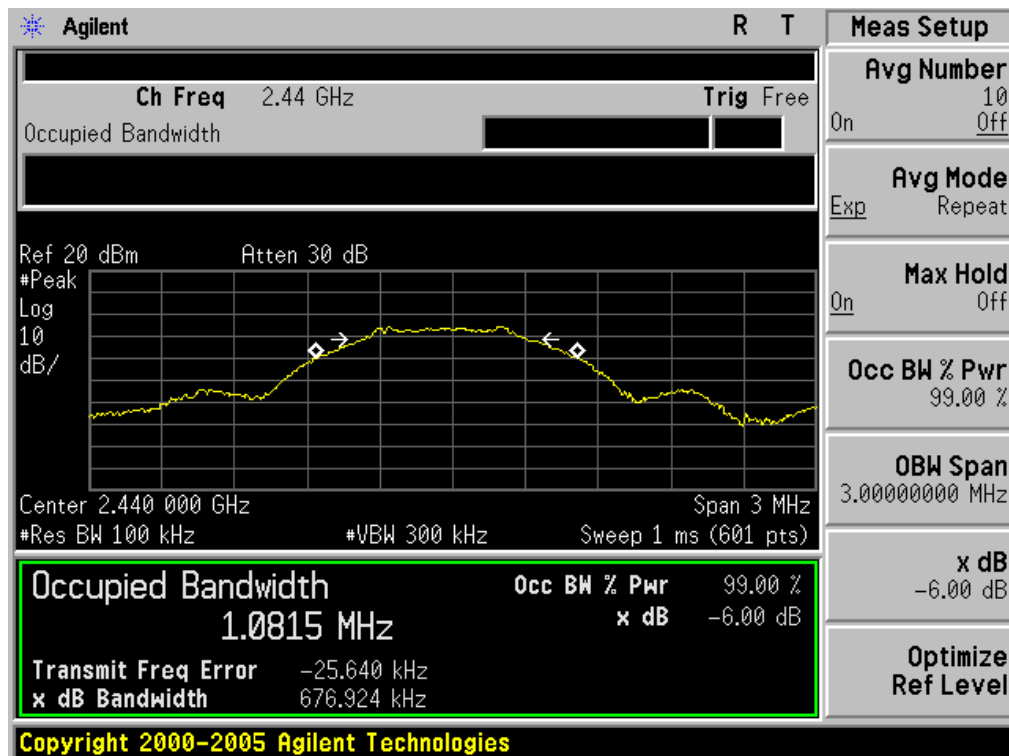 Agilent R T
Ch Freq 2.44 GHz Trig Free
Occupied Bandwidth
Ref 20 dBm Atten 30 dB
#Peak
Log
10
dB/
Center 2.440 000 GHz Span 3 MHz
#Res BW 100 kHz #VBW 300 kHz Sweep 1 ms (601 pts)
Occupied Bandwidth Occ BW % Pwr 99.00 %
1.0815 MHz x dB -6.00 dB
Transmit Freq Error -25.640 kHz
x dB Bandwidth 676.924 kHz
Copyright 2000-2005 Agilent Technologies
Meas Setup
Avg Number
10
On Off
Avg Mode
Exp Repeat
Max Hold
On Off
Occ BW % Pwr
99.00 %
OBW Span
3.00000000 MHz
x dB
-6.00 dB
Optimize
Ref Level